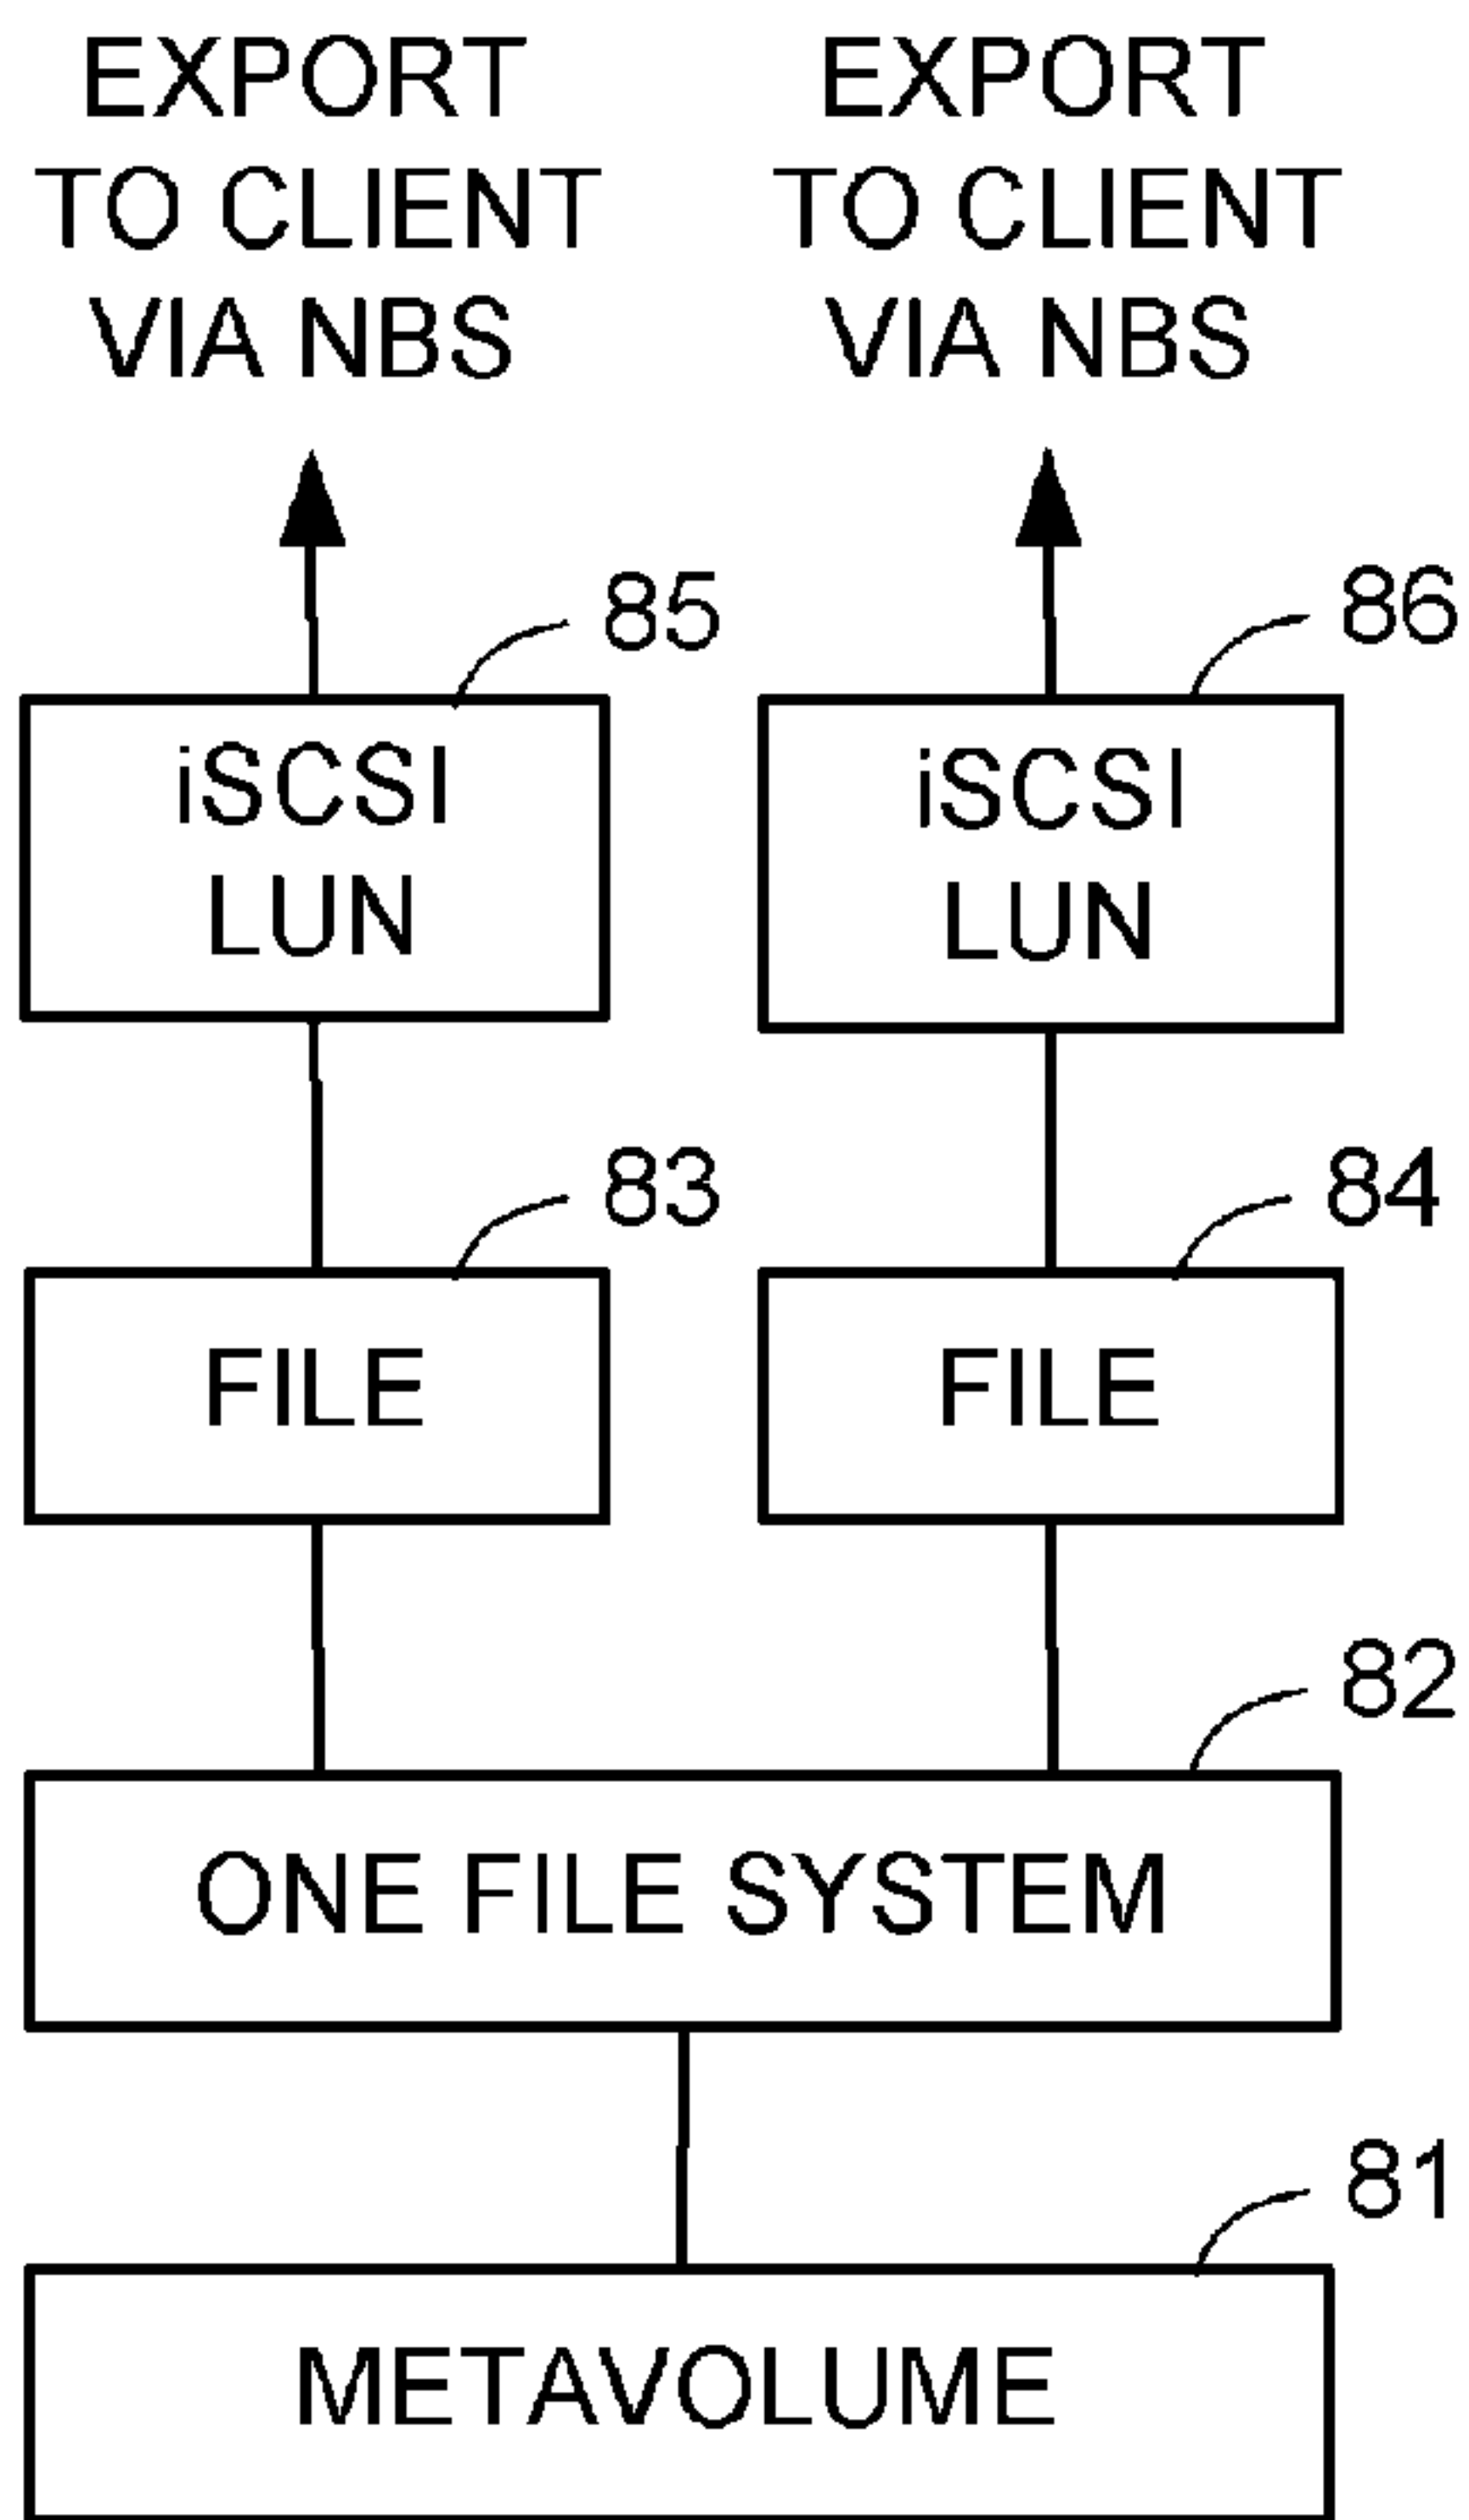 EXPORT
TO CLIENT
VIA NBS
EXPORT
TO CLIENT
VIA NBS
85
86
iSCSI
LUN
iSCSI
LUN
83
84
FILE
FILE
82
ONE FILE SYSTEM
81
METAVOLUME